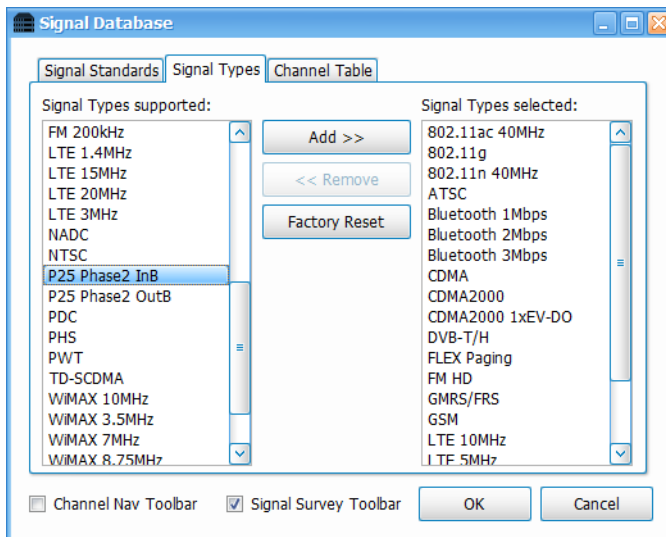 Signal Database
Signal Standards Signal Types Channel Table
Signal Types supported:
FM 200kHz
LTE 1.4MHz
LTE 15MHz
LTE 20MHz
LTE 3MHz
NADC
NTSC
P25 Phase2 InB
P25 Phase2 OutB
PDC
PHS
PWT
TD-SCDMA
WiMAX 10MHz
WiMAX 3.5MHz
WiMAX 7MHz
WiMAX 8.75MHz
Add >>
<< Remove
Factory Reset
Signal Types selected:
802.11ac 40MHz
802.11g
802.11n 40MHz
ATSC
Bluetooth 1Mbps
Bluetooth 2Mbps
Bluetooth 3Mbps
CDMA
CDMA2000
CDMA2000 1xEV-DO
DVB-T/H
FLEX Paging
FM HD
GMRS/FRS
GSM
LTE 10MHz
LTE 5MHz
Channel Nav Toolbar Signal Survey Toolbar OK Cancel